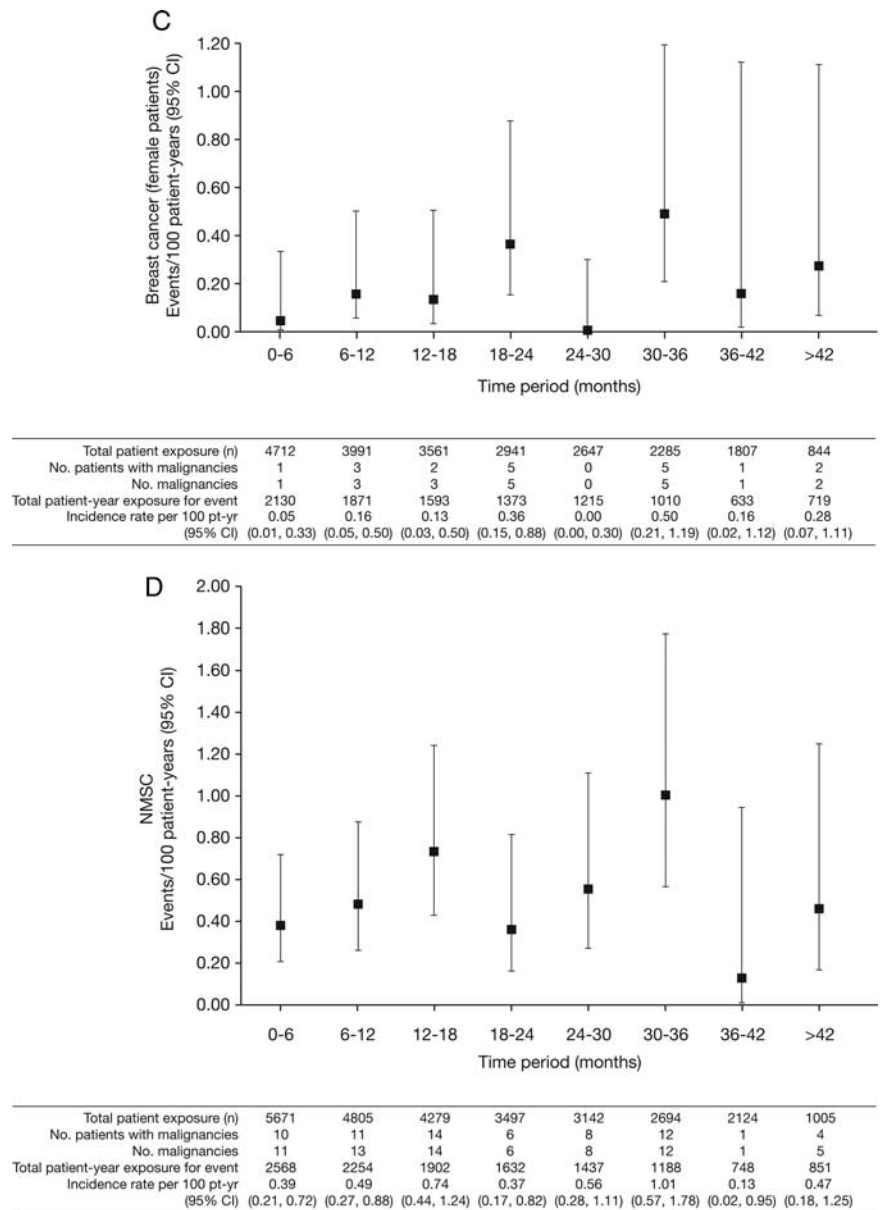 C
Breast cancer (female patients)
Events/100 patient-years (95% CI)
1.20
1.00
0.80
0.60
0.40
0.20
0.00
0-6 6-12 12-18 18-24 24-30 30-36 36-42 >42
Time period (months)
Total patient exposure (n) 4712 3991 3561 2941 2647 2285 1807 844
No. patients with malignancies 1 3 2 5 0 5 1 2
No. malignancies 1 3 3 5 0 5 1 2
Total patient-year exposure for event 2130 1871 1593 1373 1215 1010 633 719
Incidence rate per 100 pt-yr 0.05 0.16 0.13 0.36 0.00 0.50 0.16 0.28
(95% CI) (0.01, 0.33) (0.05, 0.50) (0.03, 0.50) (0.15, 0.88) (0.00, 0.30) (0.21, 1.19) (0.02, 1.12) (0.07, 1.11)
D
NMSC
Events/100 patient-years (95% CI)
2.00
1.80
1.60
1.40
1.20
1.00
0.80
0.60
0.40
0.20
0.00
0-6 6-12 12-18 18-24 24-30 30-36 36-42 >42
Time period (months)
Total patient exposure (n) 5671 4805 4279 3497 3142 2694 2124 1005
No. patients with malignancies 10 11 14 6 8 12 1 4
No. malignancies 11 13 14 6 8 12 1 5
Total patient-year exposure for event 2568 2254 1902 1632 1437 1188 748 851
Incidence rate per 100 pt-yr 0.39 0.49 0.74 0.37 0.56 1.01 0.13 0.47
(95% CI) (0.21, 0.72) (0.27, 0.88) (0.44, 1.24) (0.17, 0.82) (0.28, 1.11) (0.57, 1.78) (0.02, 0.95) (0.18, 1.25)